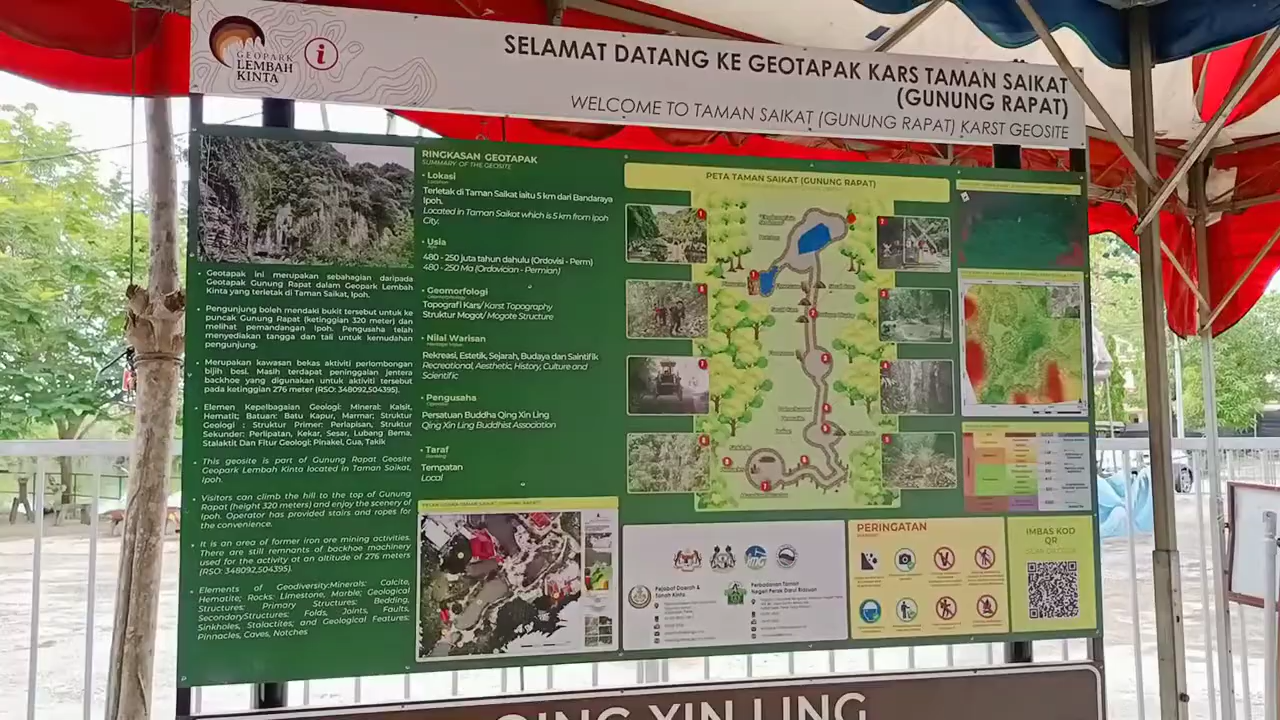 GEOPARK
LEMBAH
KINTA
i
SELAMAT DATANG KE GEOTAPAK KARS TAMAN SAIKAT
(GUNUNG RAPAT)
WELCOME TO TAMAN SAIKAT (GUNUNG RAPAT) KARST GEOSITE
Geotapak ini merupakan sebahagian daripada
Geotapak Gunung Rapat dalam Geopark Lembah
Kinta yang terletak di Taman Saikat, Ipoh.
Pengunjung boleh mendaki bukit tersebut untuk ke
puncak Gunung Rapat (ketinggian 320 meter) dan
melihat pemandangan Ipoh. Pengusaha telah
menyediakan tangga dan tali untuk kemudahan
pengunjung.
Merupakan kawasan bekas aktiviti perlombongan
bijih besi. Masih terdapat peninggalan jentera
backhoe yang digunakan untuk aktiviti tersebut
pada ketinggian 276 meter (RSO: 348092,504395).
Elemen Kepelbagaian Geologi: Mineral: Kalsit,
Hematit; Batuan: Batu Kapur, Marmar; Struktur
Geologi : Struktur Primer: Perlapisan, Struktur
Sekunder: Perlipatan, Kekar, Sesar, Lubang Benam,
Stalaktit Dan Fitur Geologi: Pinakel, Gua, Takik
This geosite is part of Gunung Rapat Geosite
Geopark Lembah Kinta located in Taman Saikat,
Ipoh.
Visitors can climb the hill to the top of Gunung
Rapat (height 320 meters) and enjoy the scenery of
Ipoh. Operator has provided stairs and ropes for
the convenience.
It is an area of former iron ore mining activities.
There are still remnants of backhoe machinery
used for the activity at an altitude of 276 meters
(RSO: 348092,504395).
Elements of Geodiversity:Minerals: Calcite,
Hematite; Rocks: Limestone, Marble; Geological
Structures: Primary Structures: Bedding,
SecondaryStructures: Folds, Joints, Faults,
Sinkholes, Stalactites; and Geological Features:
Pinnacles, Caves, Notches
RINGKASAN GEOTAPAK
SUMMARY OF THE GEOSITE
Lokasi
Terletak di Taman Saikat iaitu 5 km dari Bandaraya
Ipoh.
Located in Taman Saikat which is 5 km from Ipoh
City.
Usia
480 - 250 juta tahun dahulu (Ordovisi - Perm)
480 - 250 Ma (Ordovician - Permian)
Geomorfologi
Topografi Kars/ Karst Topography
Struktur Mogot/ Mogote Structure
Nilai Warisan
Rekreasi, Estetik, Sejarah, Budaya dan Saintifik
Recreational, Aesthetic, History, Culture and
Scientific
Pengusaha
Persatuan Buddha Qing Xin Ling
Qing Xin Ling Buddhist Association
Taraf
Tempatan
Local
PETA TAMAN SAIKAT (GUNUNG RAPAT)
Pejabat Daerah &
Tanah Kinta
Perbadanan Taman
Negeri Perak Darul Ridzuan
PERINGATAN
IMBAS KOD
QR
SCAN QR CODE
QING XIN LING